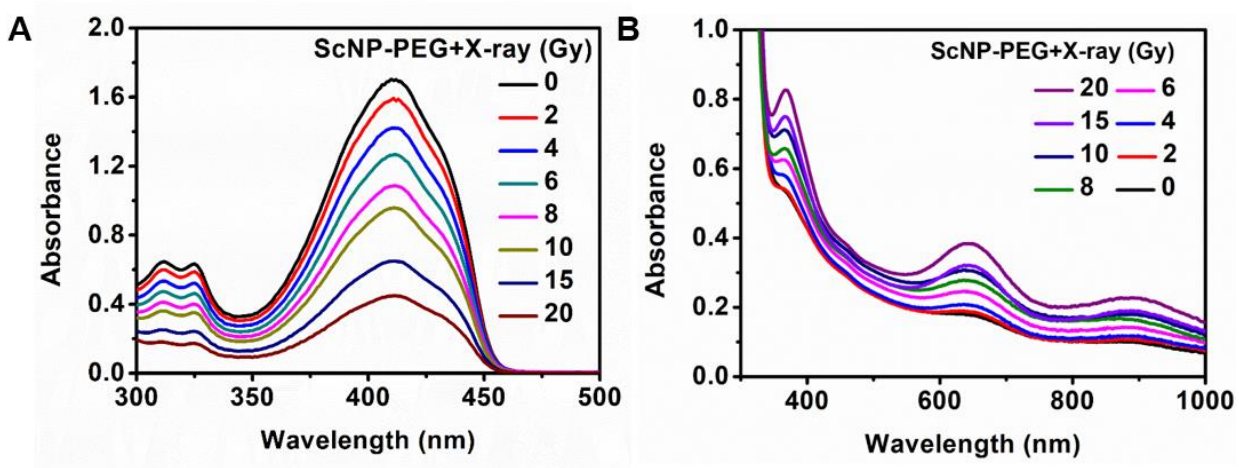 A
ScNP-PEG+X-ray (Gy)
0
2
4
6
8
10
15
20
Absorbance
2.0
1.6
1.2
0.8
0.4
0.0
300 350 400 450 500
Wavelength (nm)
B
ScNP-PEG+X-ray (Gy)
20 6
15 4
10 2
8 0
Absorbance
1.0
0.8
0.6
0.4
0.2
0.0
400 600 800 1000
Wavelength (nm)